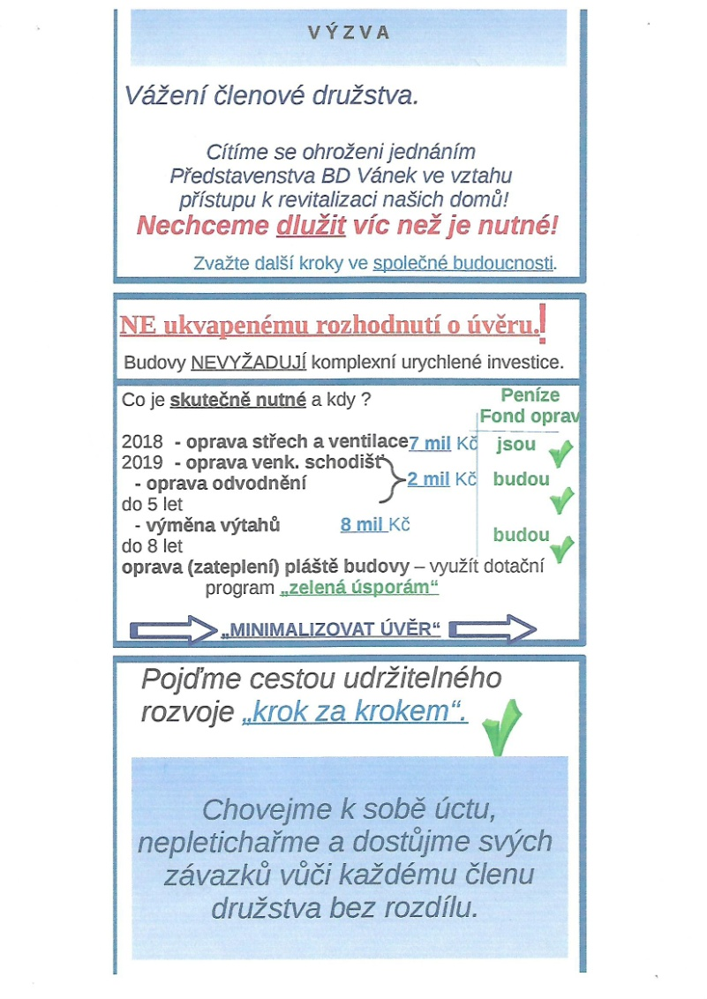 VÝZVA
Vážení členové družstva.
Cítíme se ohroženi jednáním
Představenstva BD Vánek ve vztahu
přístupu k revitalizaci našich domů!
Nechceme dlužit víc než je nutné!
Zvažte další kroky ve společné budoucnosti.
NE ukvapenému rozhodnutí o úvěru.!
Budovy NEVYŽADUJÍ komplexní urychlené investice.
Co je skutečně nutné a kdy ?
Peníze
Fond oprav
2018 - oprava střech a ventilace 7 mil Kč jsou
2019 - oprava venk. schodišť
- oprava odvodnění 2 mil Kč budou
do 5 let
- výměna výtahů 8 mil Kč budou
do 8 let
oprava (zateplení) pláště budovy – využít dotační
program „zelená úsporám“
„MINIMALIZOVAT ÚVĚR“
Pojďme cestou udržitelného
rozvoje „krok za krokem“.
Chovejme k sobě úctu,
nepletichařme a dostůjme svých
závazků vůči každému členu
družstva bez rozdílu.